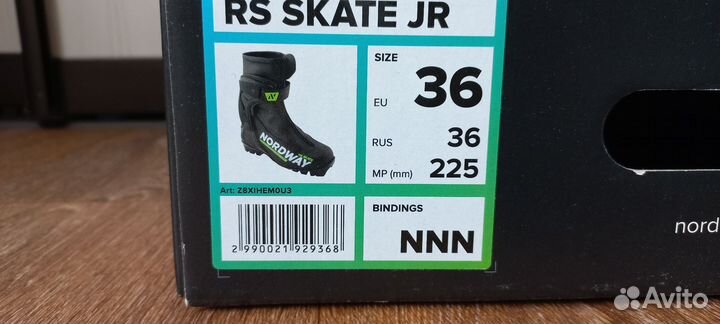 RS SKATE JR
NORDWAY
SIZE
EU 36
RUS 36
MP (mm) 225
Art: Z8XIHEM0U3
2 990021 929368
BINDINGS
NNN
nord
Avito